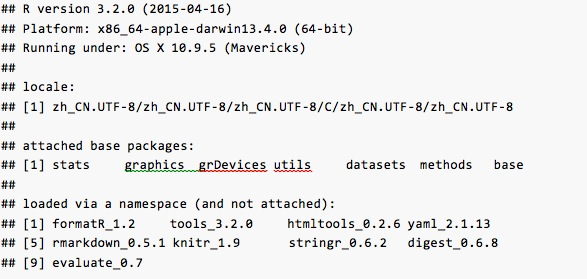 ## R version 3.2.0 (2015-04-16)
## Platform: x86_64-apple-darwin13.4.0 (64-bit)
## Running under: OS X 10.9.5 (Mavericks)
##
## locale:
## [1] zh_CN.UTF-8/zh_CN.UTF-8/zh_CN.UTF-8/C/zh_CN.UTF-8/zh_CN.UTF-8
##
## attached base packages:
## [1] stats     graphics  grDevices utils     datasets  methods   base
##
## loaded via a namespace (and not attached):
## [1] formatR_1.2     tools_3.2.0     htmltools_0.2.6 yaml_2.1.13
## [5] rmarkdown_0.5.1 knitr_1.9       stringr_0.6.2   digest_0.6.8
## [9] evaluate_0.7